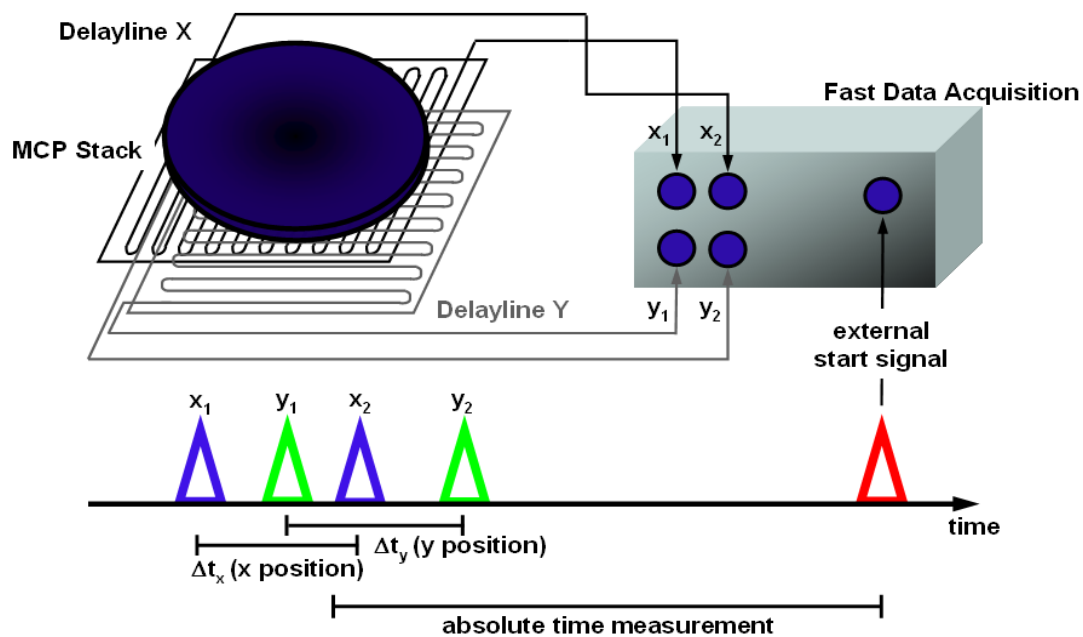 Delayline X
MCP Stack
Fast Data Acquisition
x₁ x₂
Delayline Y
y₁ y₂
external
start signal
x₁ y₁ x₂ y₂
time
Δtᵧ (y position)
Δtₓ (x position)
absolute time measurement